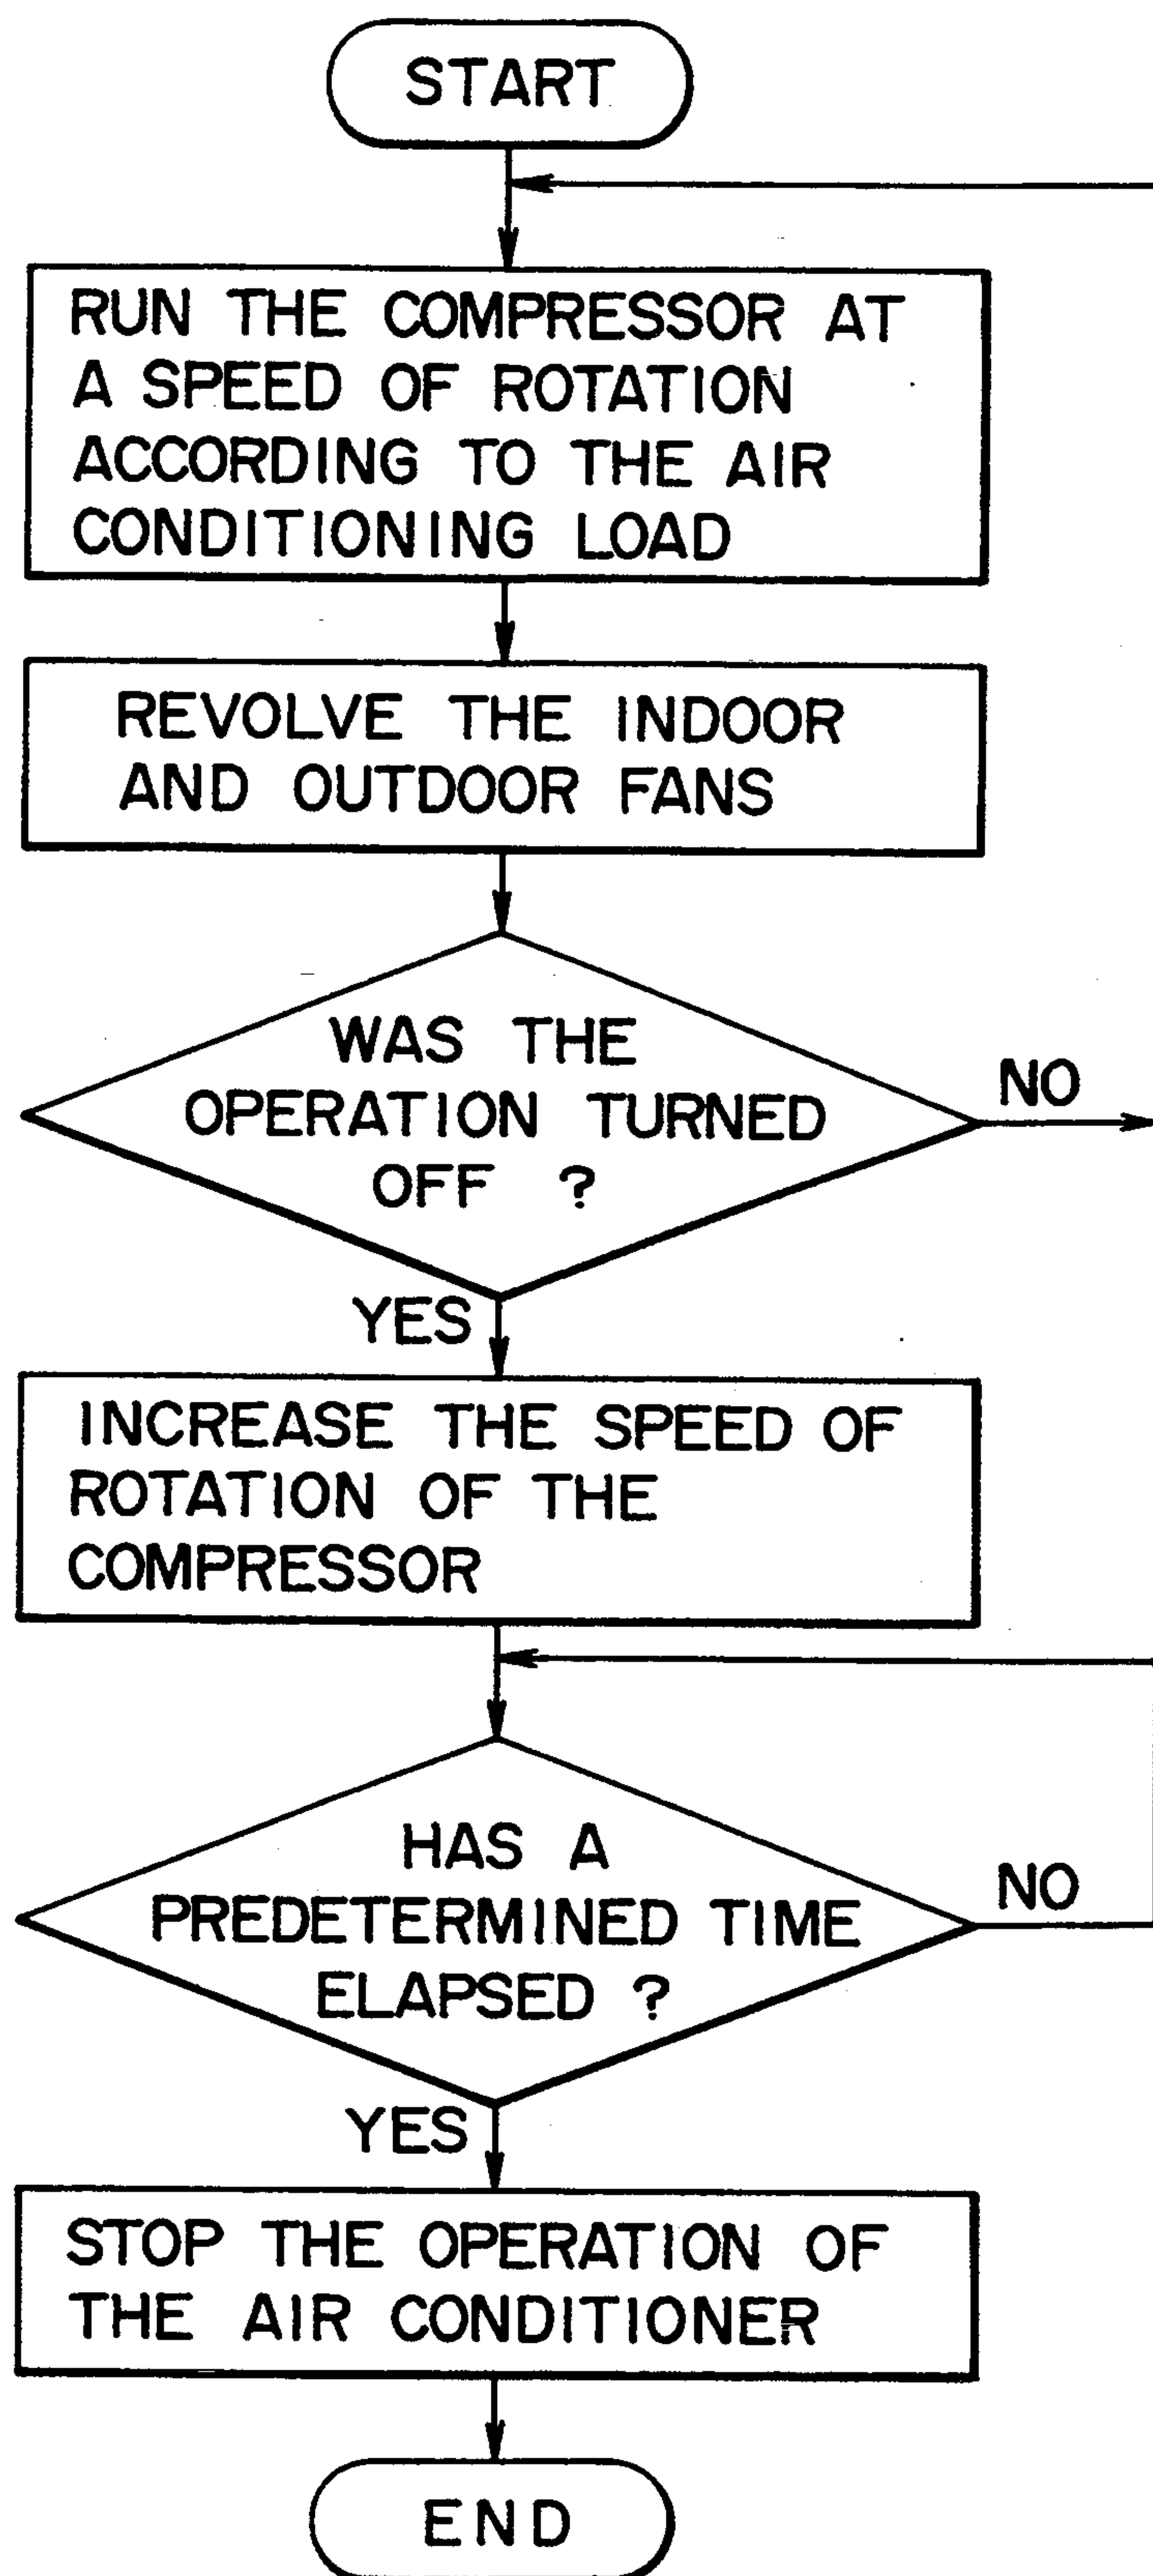 START
RUN THE COMPRESSOR AT
A SPEED OF ROTATION
ACCORDING TO THE AIR
CONDITIONING LOAD
REVOLVE THE INDOOR
AND OUTDOOR FANS
WAS THE
OPERATION TURNED
OFF ?
NO
YES
INCREASE THE SPEED OF
ROTATION OF THE
COMPRESSOR
HAS A
PREDETERMINED TIME
ELAPSED ?
NO
YES
STOP THE OPERATION OF
THE AIR CONDITIONER
END